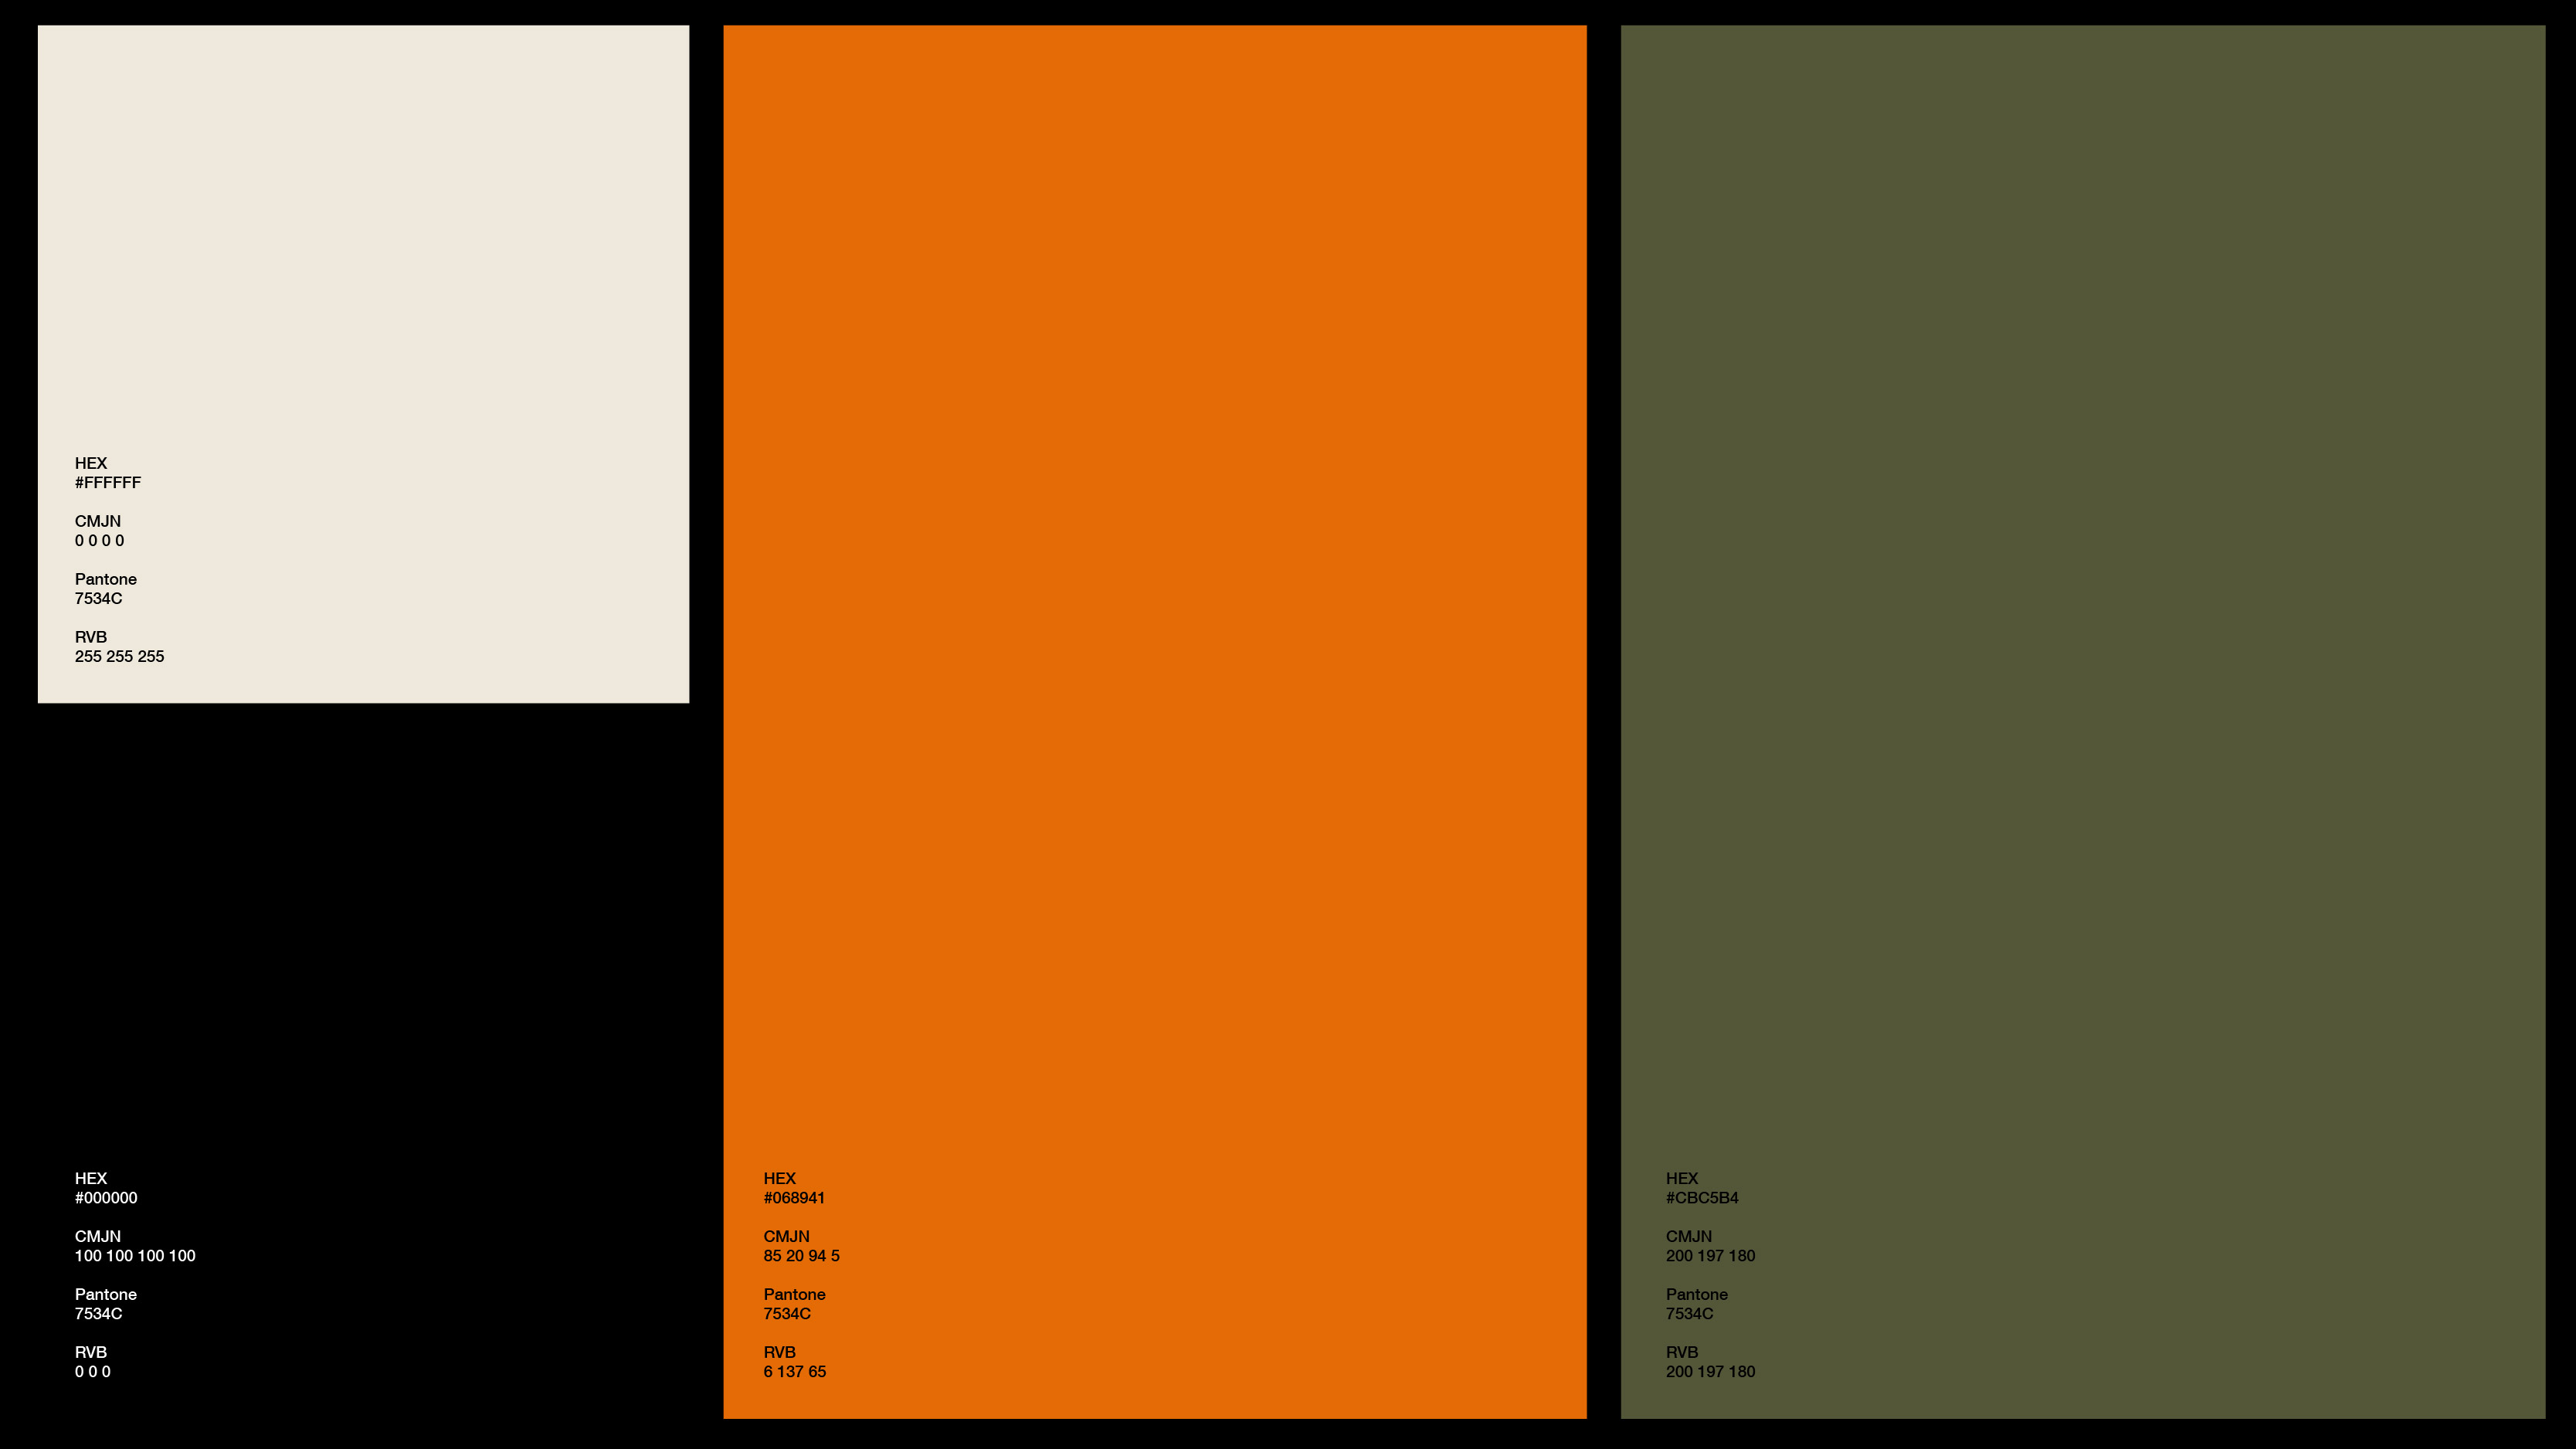 HEX
#FFFFFF
CMJN
0 0 0 0
Pantone
7534C
RVB
255 255 255
HEX
#000000
CMJN
100 100 100 100
Pantone
7534C
RVB
0 0 0
HEX
#068941
CMJN
85 20 94 5
Pantone
7534C
RVB
6 137 65
HEX
#CBC5B4
CMJN
200 197 180
Pantone
7534C
RVB
200 197 180